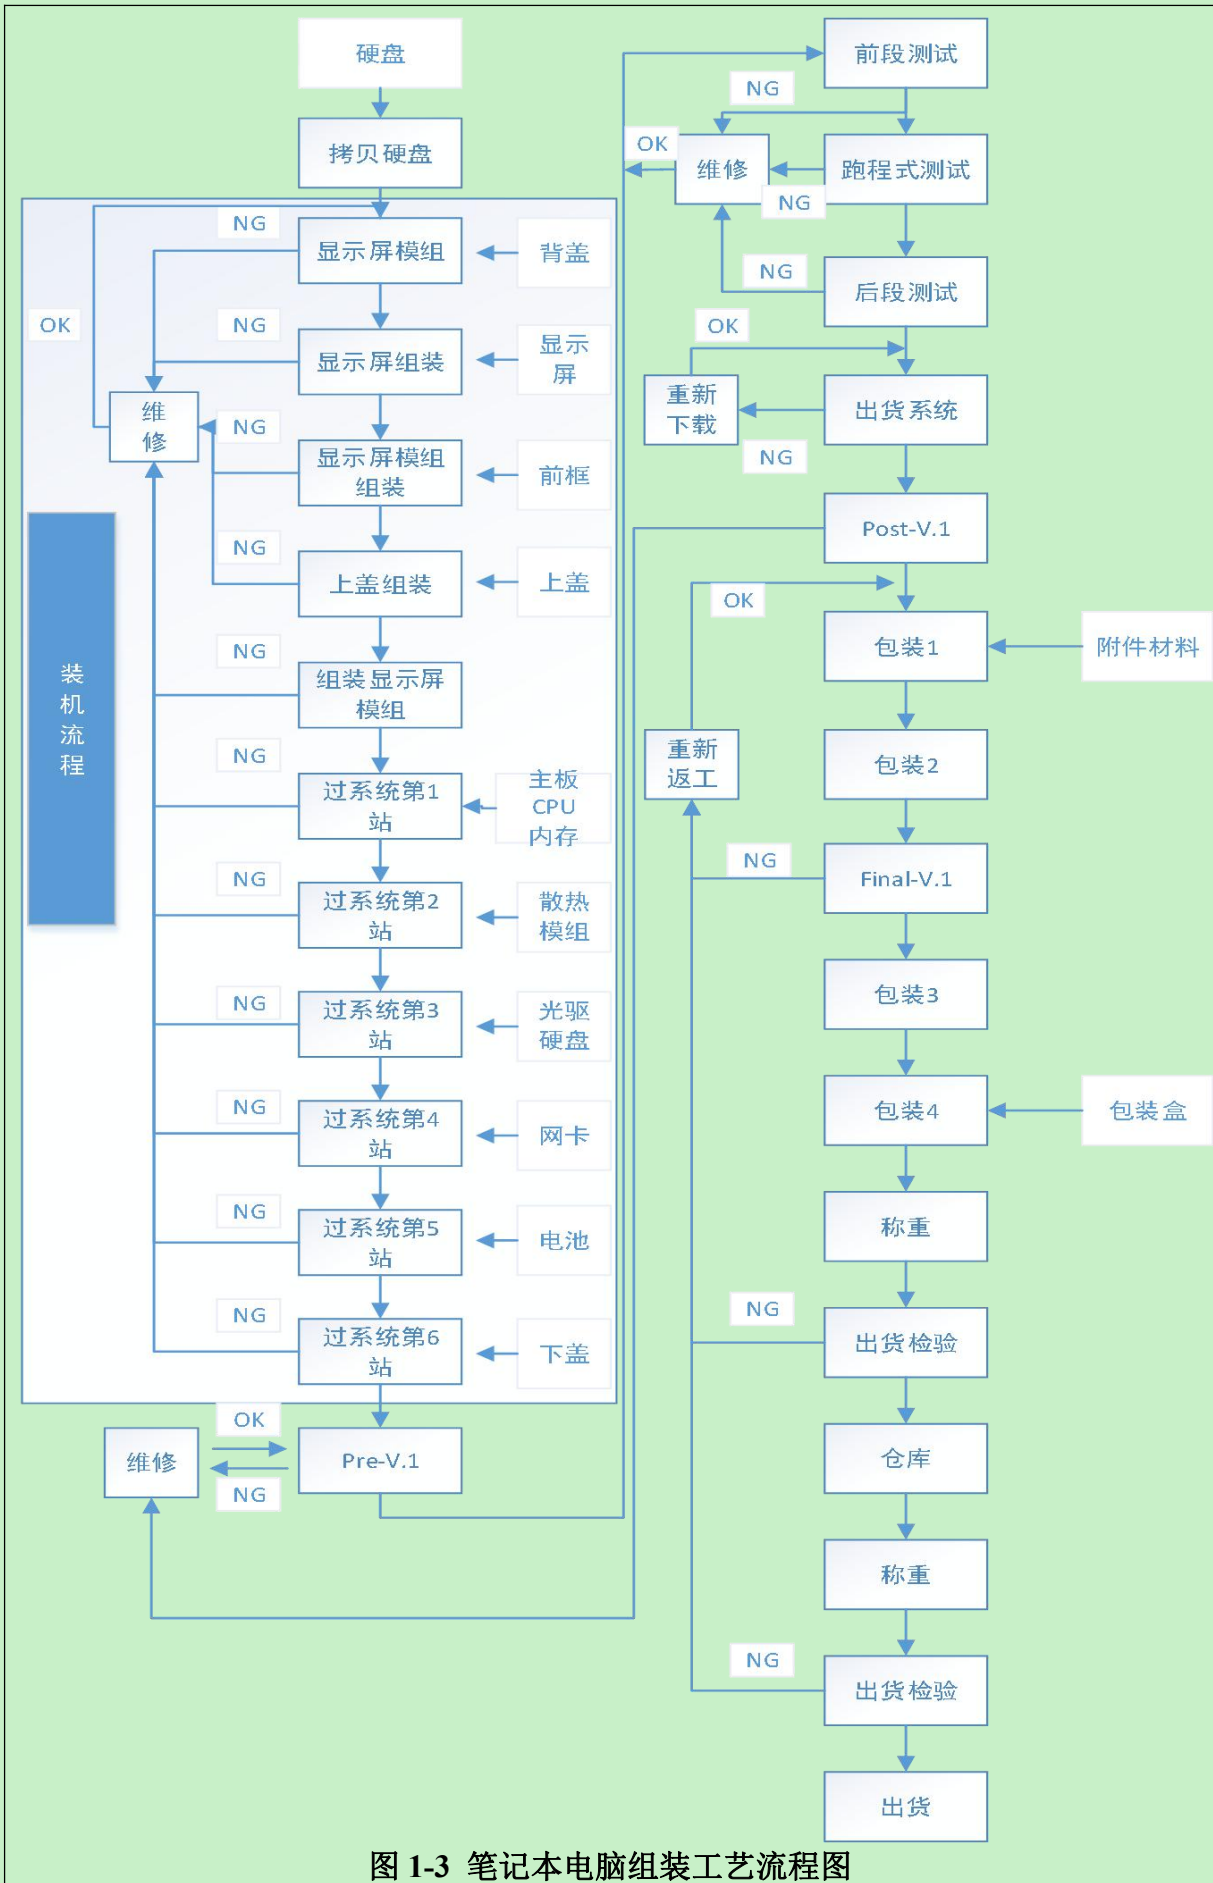 硬盘
拷贝硬盘
NG
显示屏模组
背盖
OK
NG
显示屏组装
显示
屏
维
修
NG
显示屏模组
组装
前框
NG
上盖组装
上盖
装
机
流
程
NG
组装显示屏
模组
NG
过系统第1
站
主板
CPU
内存
NG
过系统第2
站
散热
模组
NG
过系统第3
站
光驱
硬盘
NG
过系统第4
站
网卡
NG
过系统第5
站
电池
NG
过系统第6
站
下盖
维修
OK
NG
Pre-V.1
前段测试
NG
OK
维修
跑程式测试
NG
NG
后段测试
OK
重新
下载
出货系统
NG
Post-V.1
OK
包装1
附件材料
重新
返工
包装2
NG
Final-V.1
包装3
包装4
包装盒
称重
NG
出货检验
仓库
称重
NG
出货检验
出货
图 1-3 笔记本电脑组装工艺流程图